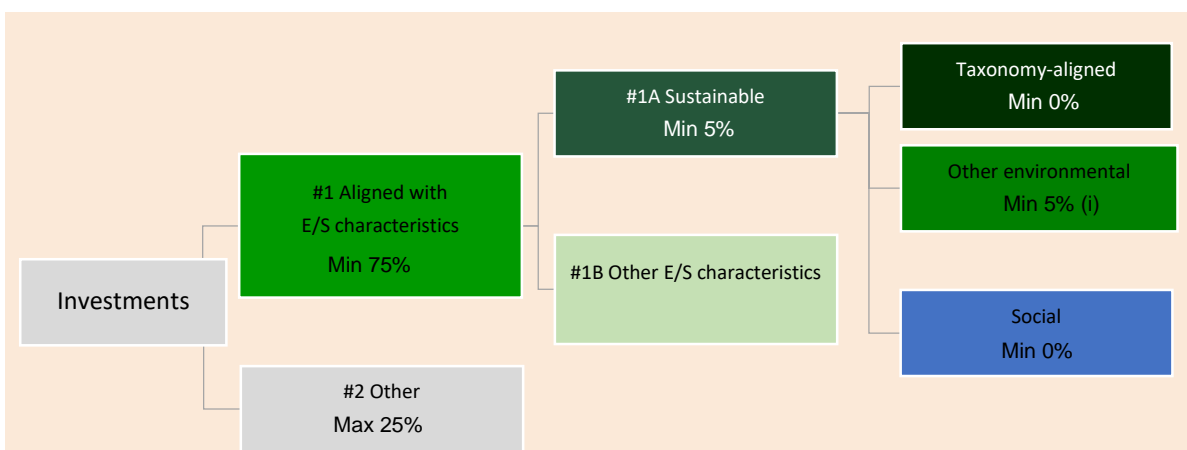 Investments
#1 Aligned with
E/S characteristics
Min 75%
#2 Other
Max 25%
#1A Sustainable
Min 5%
#1B Other E/S characteristics
Taxonomy-aligned
Min 0%
Other environmental
Min 5% (i)
Social
Min 0%